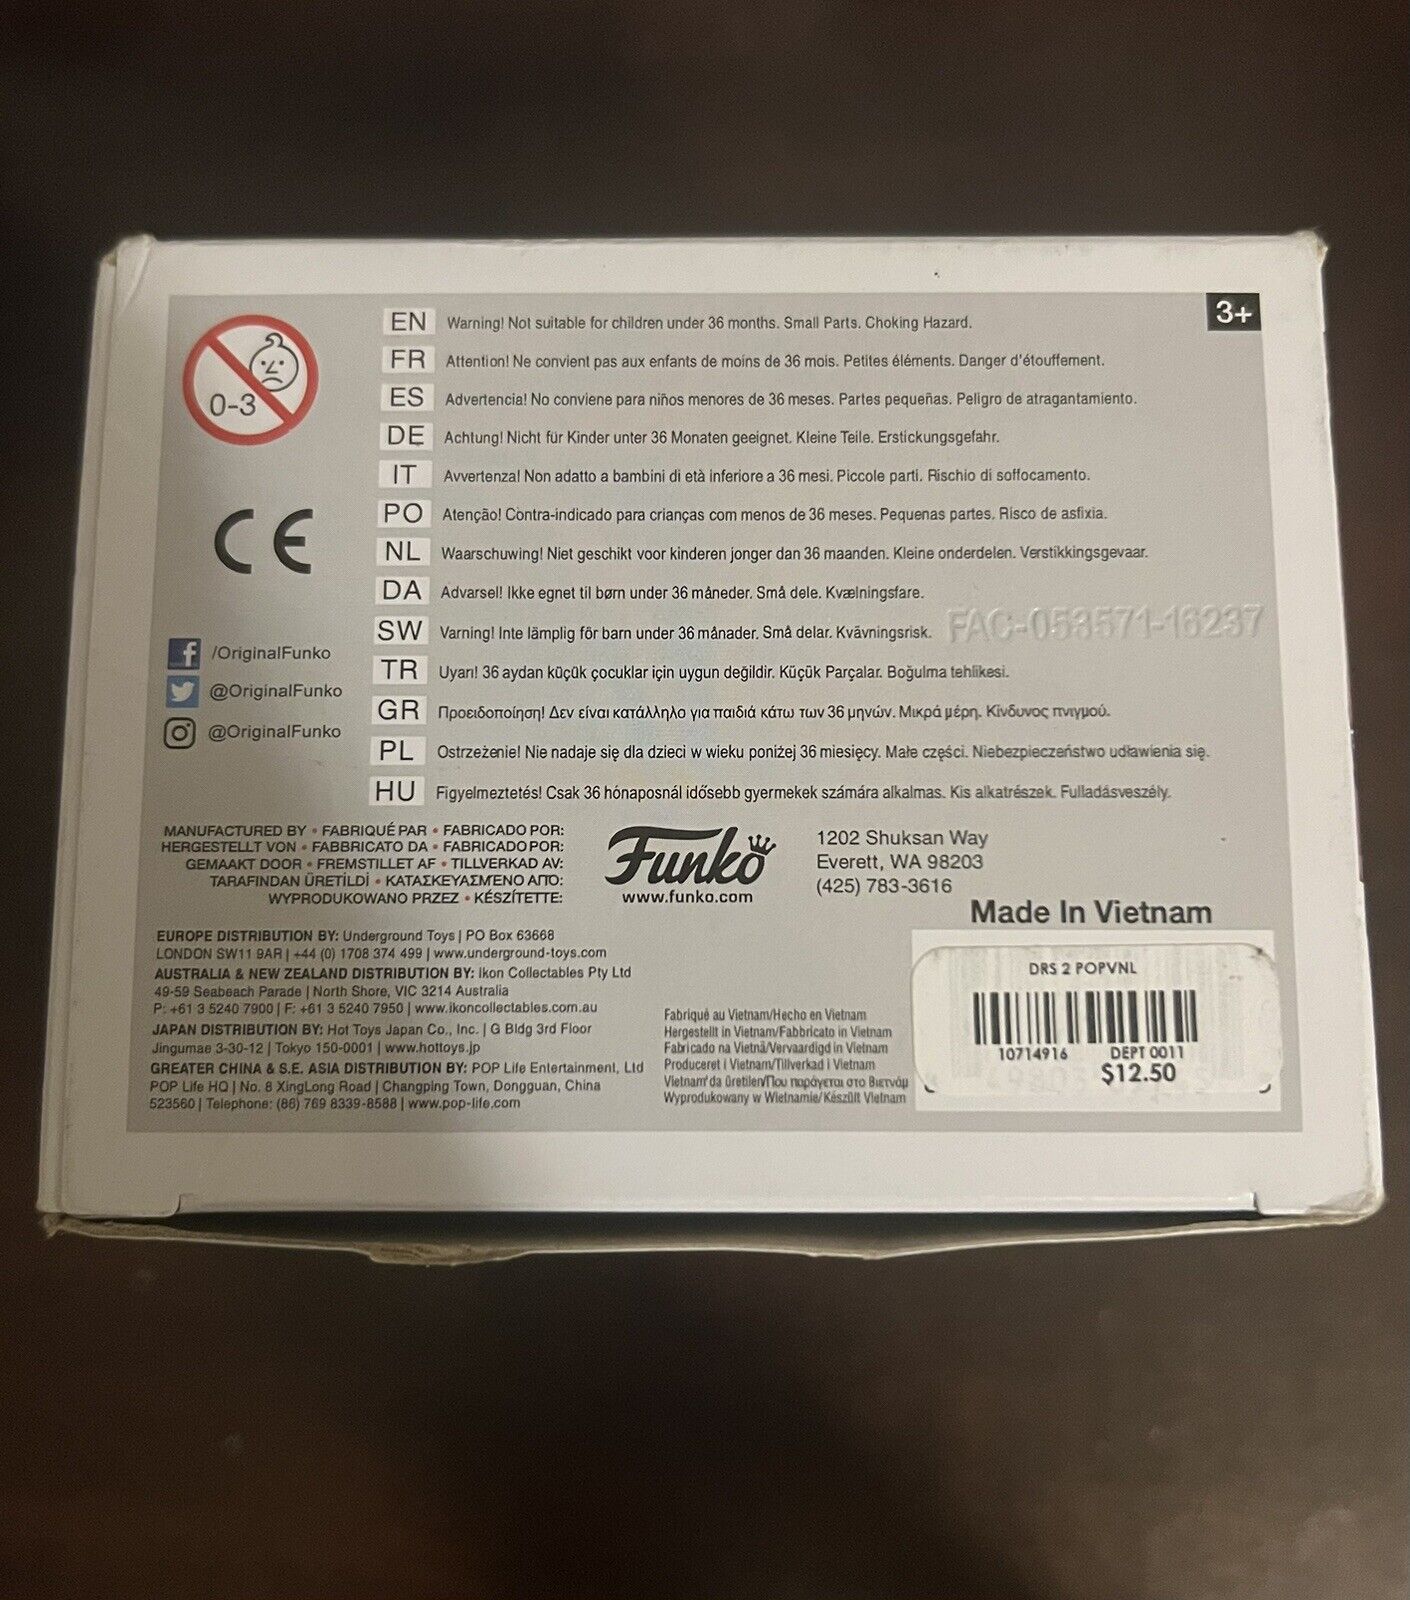 3+
0-3
EN Warning! Not suitable for children under 36 months. Small Parts. Choking Hazard.
FR Attention! Ne convient pas aux enfants de moins de 36 mois. Petites éléments. Danger d'étouffement.
ES Advertencia! No conviene para niños menores de 36 meses. Partes pequeñas. Peligro de atragantamiento.
DE Achtung! Nicht für Kinder unter 36 Monaten geeignet. Kleine Teile. Erstickungsgefahr.
IT Avvertenza! Non adatto a bambini di età inferiore a 36 mesi. Piccole parti. Rischio di soffocamento.
PO Atenção! Contra-indicado para crianças com menos de 36 meses. Pequenas partes. Risco de asfixia.
NL Waarschuwing! Niet geschikt voor kinderen jonger dan 36 maanden. Kleine onderdelen. Verstikkingsgevaar.
DA Advarsel! Ikke egnet til børn under 36 måneder. Små dele. Kvælningsfare.
SW Varning! Inte lämplig för barn under 36 månader. Små delar. Kvävningsrisk.
TR Uyarı! 36 aydan küçük çocuklar için uygun değildir. Küçük Parçalar. Boğulma tehlikesi.
GR Προειδοποίηση! Δεν είναι κατάλληλο για παιδιά κάτω των 36 μηνών. Μικρά μέρη. Κίνδυνος πνιγμού.
PL Ostrzeżenie! Nie nadaje się dla dzieci w wieku poniżej 36 miesięcy. Małe części. Niebezpieczeństwo udławienia się.
HU Figyelmeztetés! Csak 36 hónaposnál idősebb gyermekek számára alkalmas. Kis alkatrészek. Fulladásveszély.
FAC-053571-16237
CE
f /OriginalFunko
@OriginalFunko
@OriginalFunko
MANUFACTURED BY • FABRIQUÉ PAR • FABRICADO POR:
HERGESTELLT VON • FABBRICATO DA • FABRICADO POR:
GEMAAKT DOOR • FREMSTILLET AF • TILLVERKAD AV:
TARAFINDAN ÜRETİLDİ • ΚΑΤΑΣΚΕΥΑΣΜΈΝΟ ΑΠΌ:
WYPRODUKOWANO PRZEZ • KÉSZÍTETTE:
Funko
www.funko.com
1202 Shuksan Way
Everett, WA 98203
(425) 783-3616
Made In Vietnam
EUROPE DISTRIBUTION BY: Underground Toys | PO Box 63668
LONDON SW11 9AR | +44 (0) 1708 374 499 | www.underground-toys.com
AUSTRALIA & NEW ZEALAND DISTRIBUTION BY: Ikon Collectables Pty Ltd
49-59 Seabeach Parade | North Shore, VIC 3214 Australia
P: +61 3 5240 7900 | F: +61 3 5240 7950 | www.ikoncollectables.com.au
JAPAN DISTRIBUTION BY: Hot Toys Japan Co., Inc. | G Bldg 3rd Floor
Jingumae 3-30-12 | Tokyo 150-0001 | www.hottoys.jp
GREATER CHINA & S.E. ASIA DISTRIBUTION BY: POP Life Entertainment, Ltd
POP Life HQ | No. 8 XingLong Road | Changping Town, Dongguan, China
523560 | Telephone: (86) 769 8339-8588 | www.pop-life.com
Fabriqué au Vietnam/Hecho en Vietnam
Hergestellt in Vietnam/Fabbricato in Vietnam
Fabricado na Vietnã/Vervaardigd in Vietnam
Produceret i Vietnam/Tillverkad i Vietnam
Vietnam'da üretilen/Που παράγεται στο Βιετνάμ
Wyprodukowany w Wietnamie/Készült Vietnam
DRS 2 POPVNL
10714916 DEPT 0011
$12.50